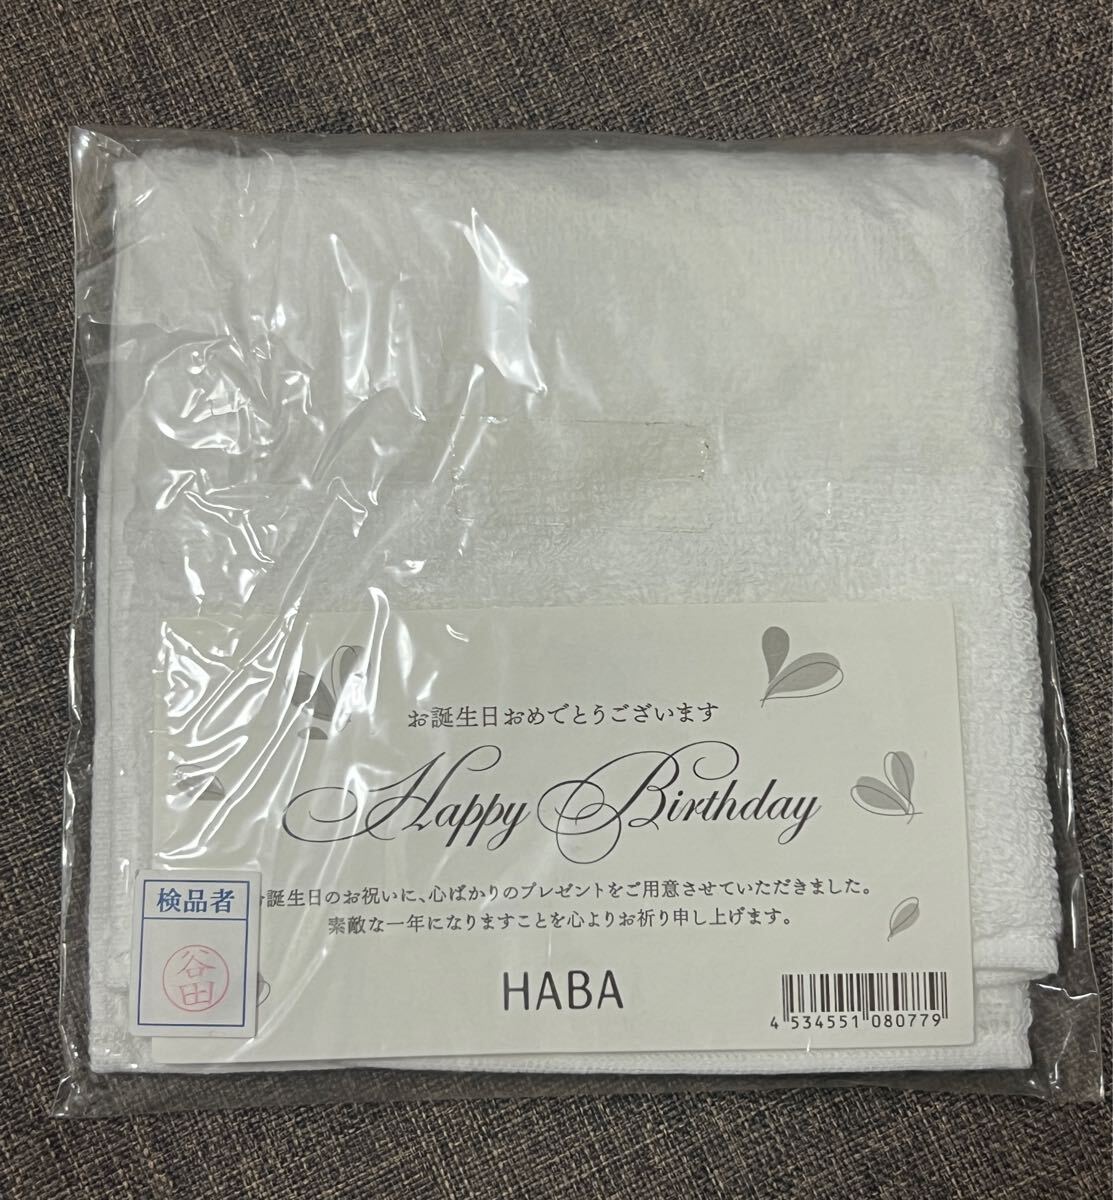 お誕生日おめでとうございます
Happy Birthday
誕生日のお祝いに、心ばかりのプレゼントをご用意させていただきました。
素敵な一年になりますことを心よりお祈り申し上げます。
検品者
谷田
HABA
4 534551 080779